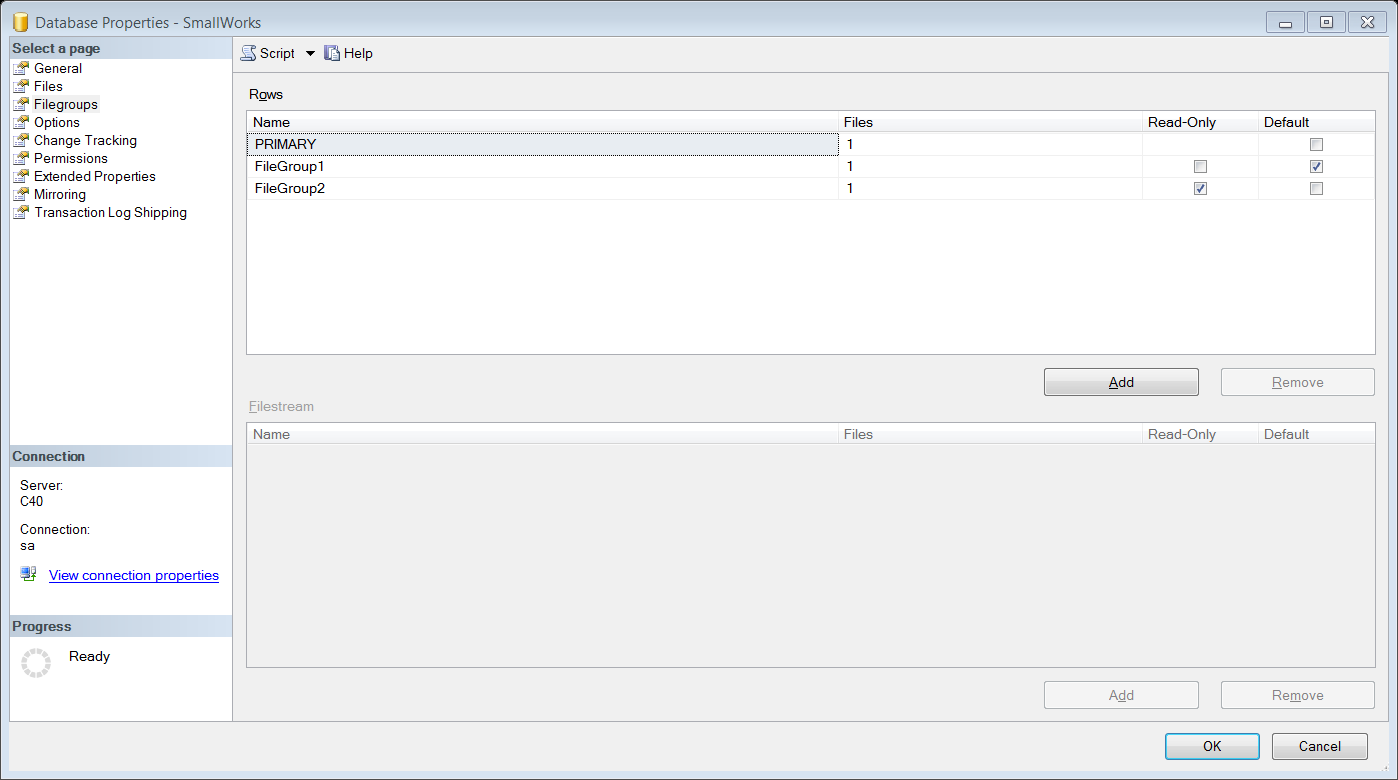 Database Properties - SmallWorks
Select a page
General
Files
Filegroups
Options
Change Tracking
Permissions
Extended Properties
Mirroring
Transaction Log Shipping
Connection
Server:
C40
Connection:
sa
View connection properties
Progress
Ready
Script Help
Rows
Name Files Read-Only Default
PRIMARY 1
FileGroup1 1
FileGroup2 1
Add Remove
Filestream
Name Files Read-Only Default
Add Remove
OK Cancel